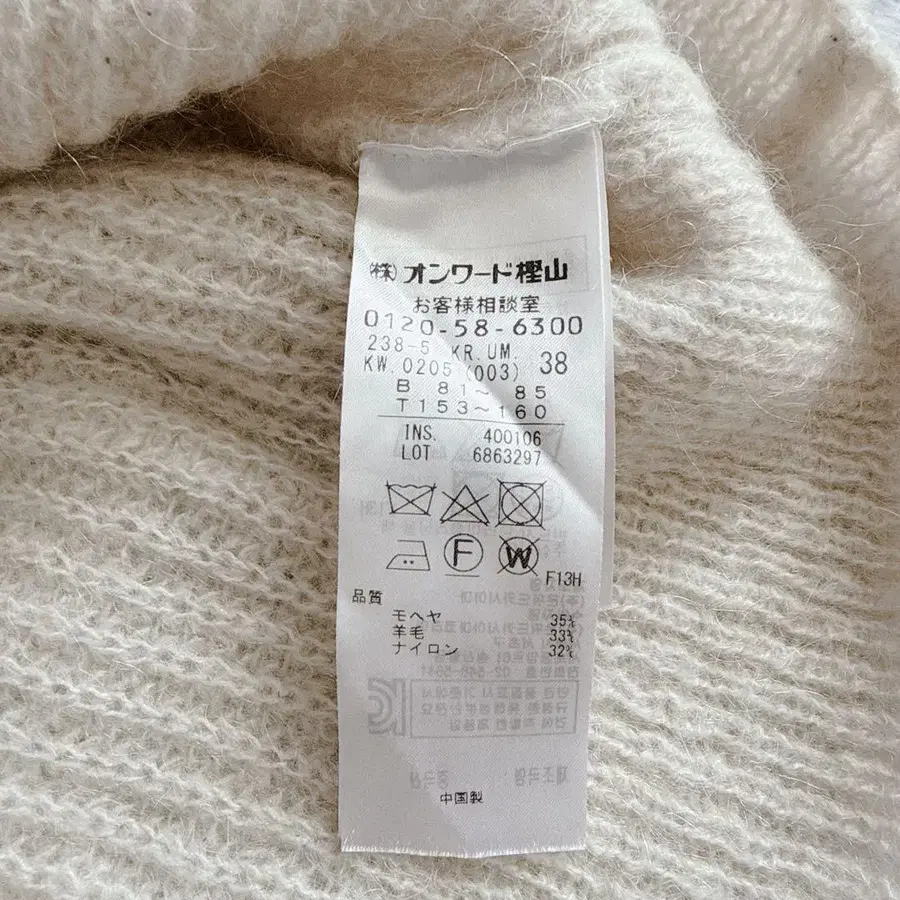 ㈱オンワード樫山
お客様相談室
0120-58-6300
238-5 KR.UM.
KW.0205 (003) 38
B 81〜 85
T153〜160
INS. 400106
LOT 6863297
F W
F13H
品質
モヘヤ 35%
羊毛 33%
ナイロン 32%
中国製